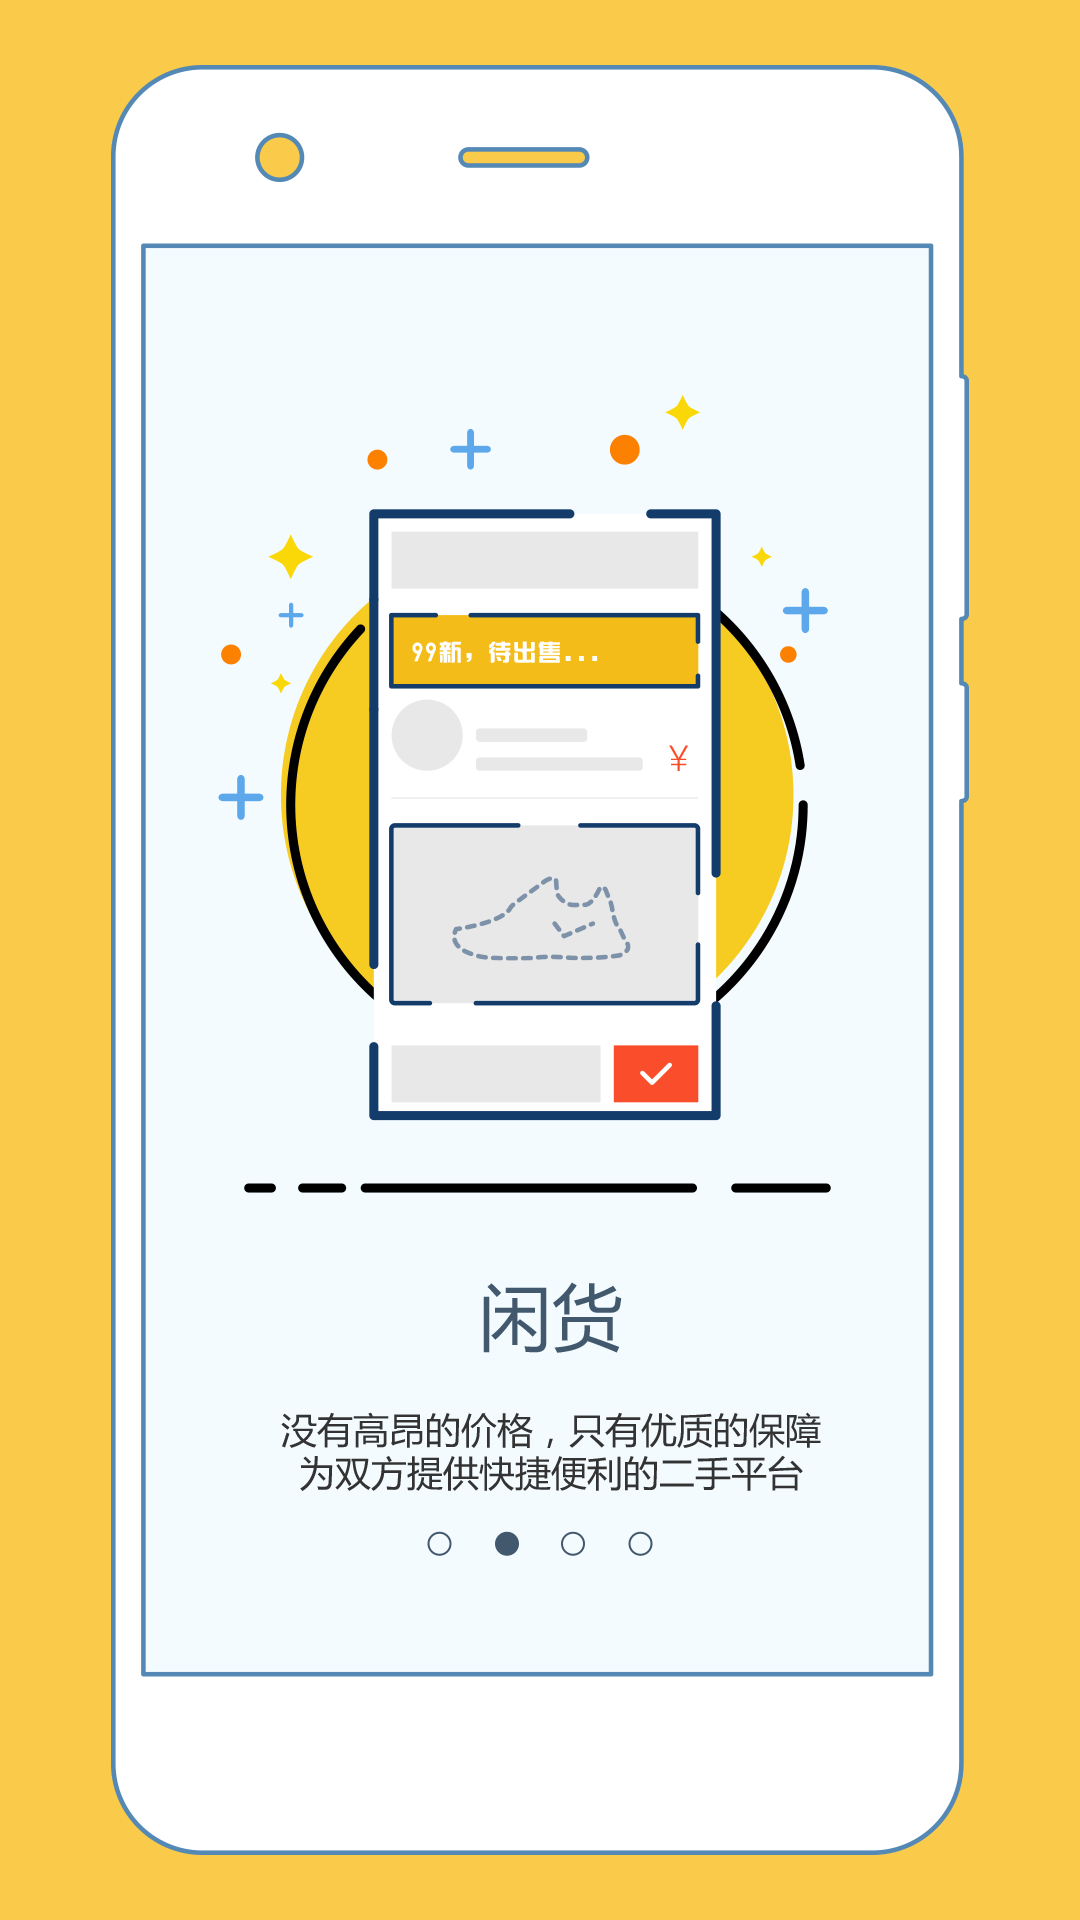 99新，待出售...
¥
闲货
没有高昂的价格，只有优质的保障
为双方提供快捷便利的二手平台